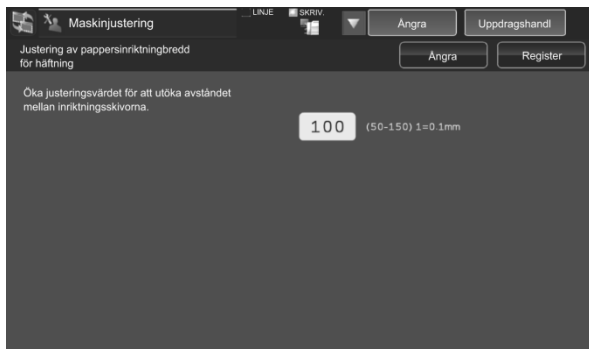 Maskinjustering
LINJE
SKRIV.
Ångra
Uppdragshandl
Justering av pappersinriktningbredd
för häftning
Ångra
Register
Öka justeringsvärdet för att utöka avståndet
mellan inriktningsskivorna.
100
(50-150) 1=0.1mm